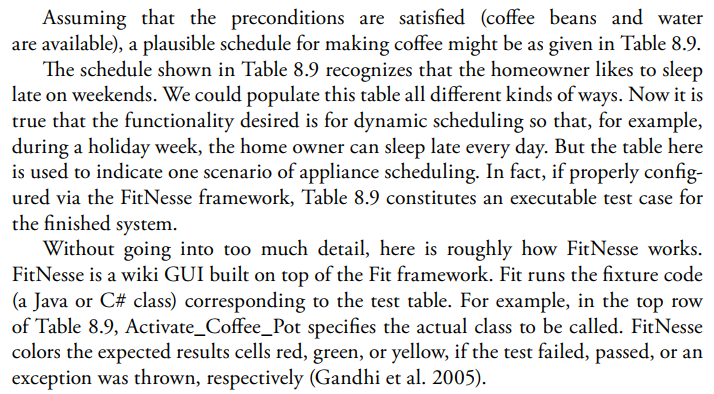 Assuming that the preconditions are satisfied (coffee beans and water
are available), a plausible schedule for making coffee might be as given in Table 8.9.
The schedule shown in Table 8.9 recognizes that the homeowner likes to sleep
late on weekends. We could populate this table all different kinds of ways. Now it is
true that the functionality desired is for dynamic scheduling so that, for example,
during a holiday week, the home owner can sleep late every day. But the table here
is used to indicate one scenario of appliance scheduling. In fact, if properly config-
ured via the FitNesse framework, Table 8.9 constitutes an executable test case for
the finished system.
Without going into too much detail, here is roughly how FitNesse works.
FitNesse is a wiki GUI built on top of the Fit framework. Fit runs the fixture code
(a Java or C# class) corresponding to the test table. For example, in the top row
of Table 8.9, Activate_Coffee_Pot specifies the actual class to be called. FitNesse
colors the expected results cells red, green, or yellow, if the test failed, passed, or an
exception was thrown, respectively (Gandhi et al. 2005).